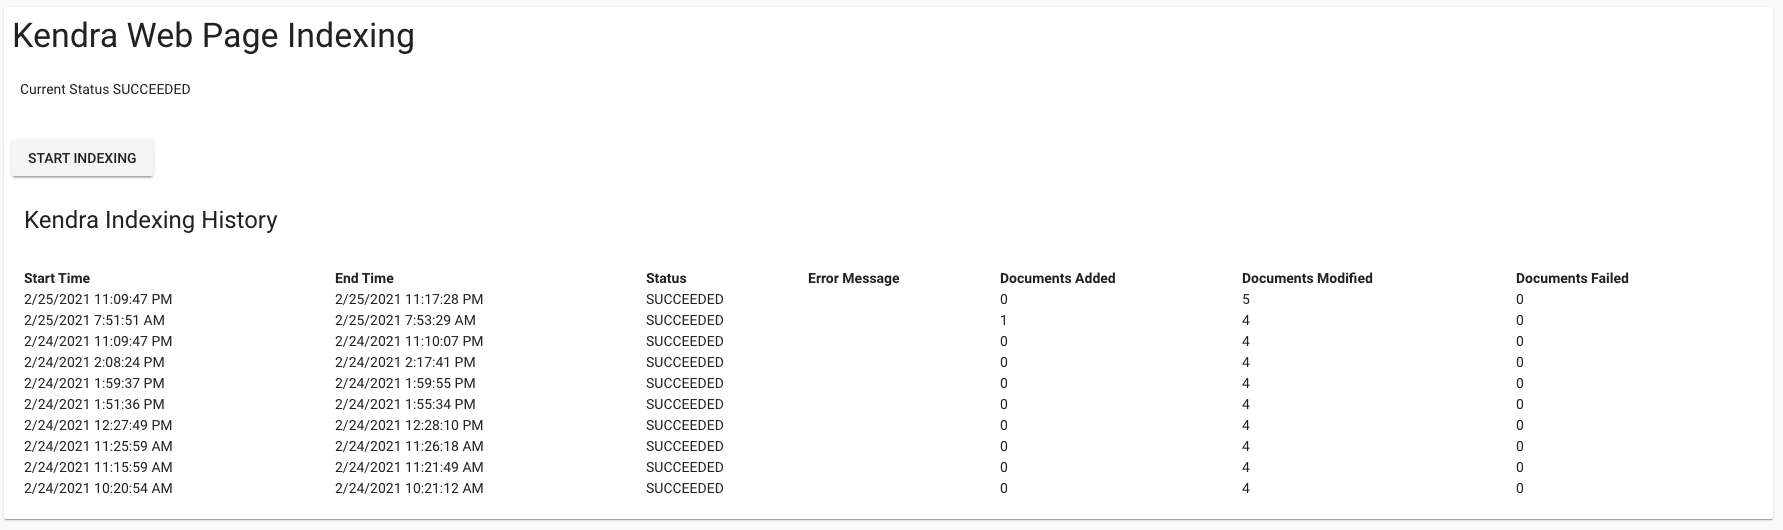 Kendra Web Page Indexing
Current Status SUCCEEDED
START INDEXING
Kendra Indexing History
Start Time End Time Status Error Message Documents Added Documents Modified Documents Failed
2/25/2021 11:09:47 PM 2/25/2021 11:17:28 PM SUCCEEDED 0 5 0
2/25/2021 7:51:51 AM 2/25/2021 7:53:29 AM SUCCEEDED 1 4 0
2/24/2021 11:09:47 PM 2/24/2021 11:10:07 PM SUCCEEDED 0 4 0
2/24/2021 2:08:24 PM 2/24/2021 2:17:41 PM SUCCEEDED 0 4 0
2/24/2021 1:59:37 PM 2/24/2021 1:59:55 PM SUCCEEDED 0 4 0
2/24/2021 1:51:36 PM 2/24/2021 1:55:34 PM SUCCEEDED 0 4 0
2/24/2021 12:27:49 PM 2/24/2021 12:28:10 PM SUCCEEDED 0 4 0
2/24/2021 11:25:59 AM 2/24/2021 11:26:18 AM SUCCEEDED 0 4 0
2/24/2021 11:15:59 AM 2/24/2021 11:21:49 AM SUCCEEDED 0 4 0
2/24/2021 10:20:54 AM 2/24/2021 10:21:12 AM SUCCEEDED 0 4 0